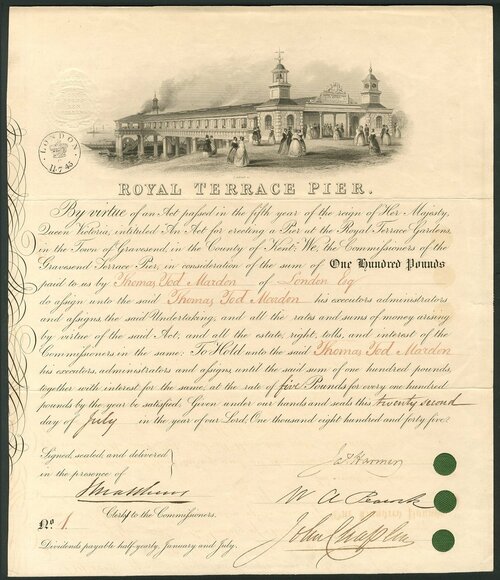 LONDON
11.7.45
ROYAL TERRACE PIER.
By virtue of an Act passed in the fifth year of the reign of Her Majesty,
Queen Victoria, intituled An Act for erecting a Pier at the Royal Terrace Gardens,
in the Town of Gravesend, in the County of Kent; We, the Commissioners of the
Gravesend Terrace Pier, in consideration of the sum of One Hundred Pounds
paid to us by Thomas Tod Mardon of London Esq
do assign unto the said Thomas Tod Mardon his executors administrators
and assigns, the said Undertaking, and all the rates and sums of money arising
by virtue of the said Act, and all the estate, right, tolls, and interest of the
Commissioners in the same. To Hold unto the said Thomas Tod Mardon
his executors, administrators and assigns, until the said sum of one hundred pounds,
together with interest for the same, at the rate of five Pounds for every one hundred
pounds by the year be satisfied. Given under our hands and seals this twenty second
day of July in the year of our Lord, One thousand eight hundred and forty five.
Signed, sealed, and delivered
in the presence of
Clerk to the Commissioners.
Harmer
W A
John Chaplin
No. 1.
Dividends payable half-yearly, January and July.